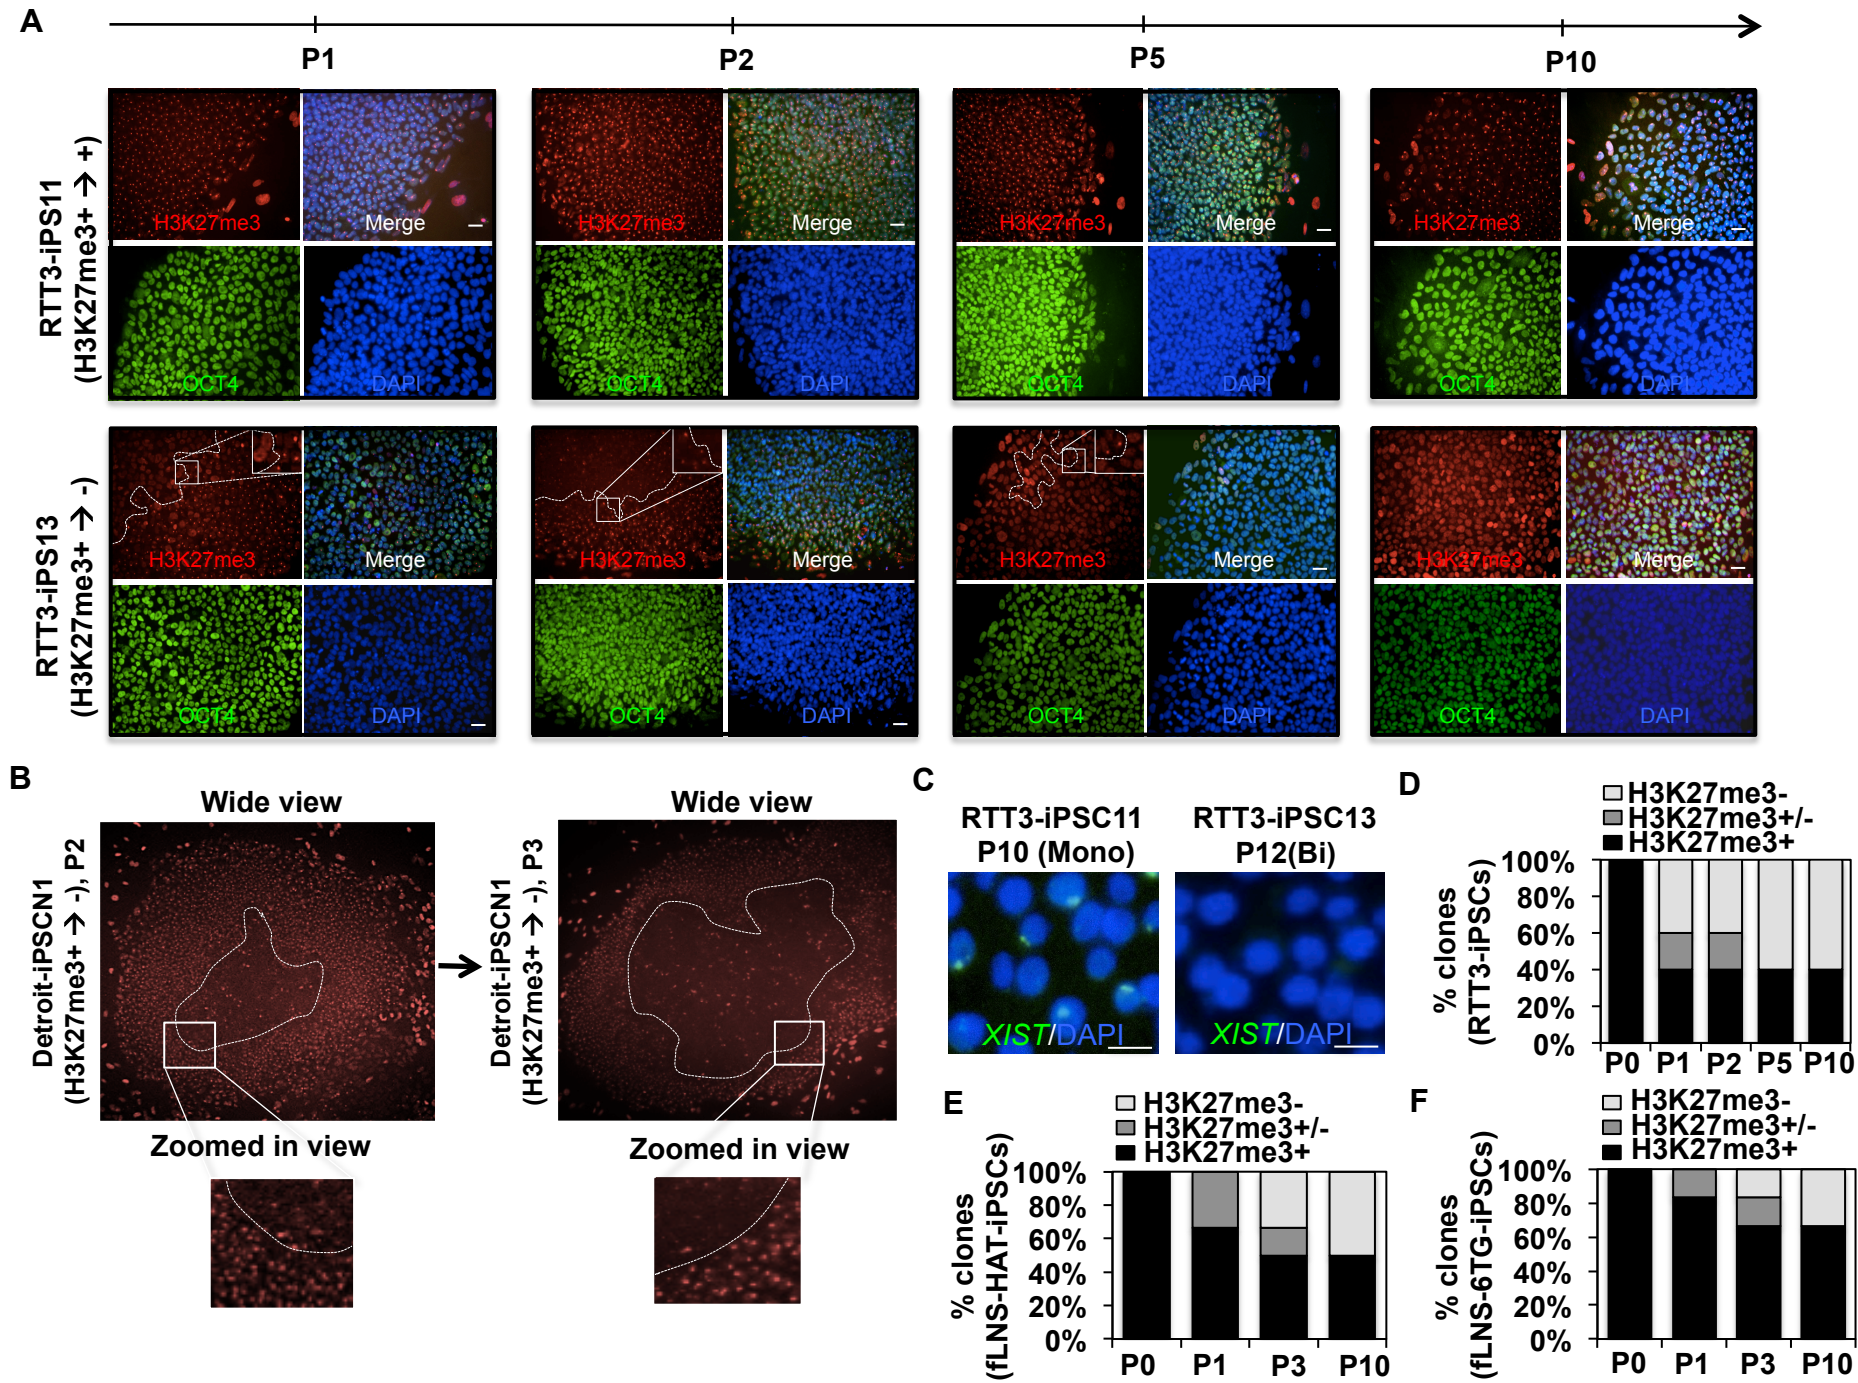 A
P1 P2 P5 P10
RTT3-iPS11
(H3K27me3+ → +)
H3K27me3 Merge H3K27me3 Merge H3K27me3 Merge H3K27me3 Merge
OCT4 DAPI OCT4 DAPI OCT4 DAPI OCT4 DAPI
RTT3-iPS13
(H3K27me3+ → -)
H3K27me3 Merge H3K27me3 Merge H3K27me3 Merge H3K27me3 Merge
OCT4 DAPI OCT4 DAPI OCT4 DAPI OCT4 DAPI
B
Detroit-iPSCN1
(H3K27me3+ → -), P2
Wide view
Zoomed in view
Detroit-iPSCN1
(H3K27me3+ → -), P3
Wide view
Zoomed in view
C
RTT3-iPSC11
P10 (Mono)
XIST/DAPI
RTT3-iPSC13
P12(Bi)
XIST/DAPI
D
H3K27me3-
H3K27me3+/-
H3K27me3+
% clones
(RTT3-iPSCs)
100%
80%
60%
40%
20%
0%
P0 P1 P2 P5 P10
E
H3K27me3-
H3K27me3+/-
H3K27me3+
% clones
(fLNS-HAT-iPSCs)
100%
80%
60%
40%
20%
0%
P0 P1 P3 P10
F
H3K27me3-
H3K27me3+/-
H3K27me3+
% clones
(fLNS-6TG-iPSCs)
100%
80%
60%
40%
20%
0%
P0 P1 P3 P10